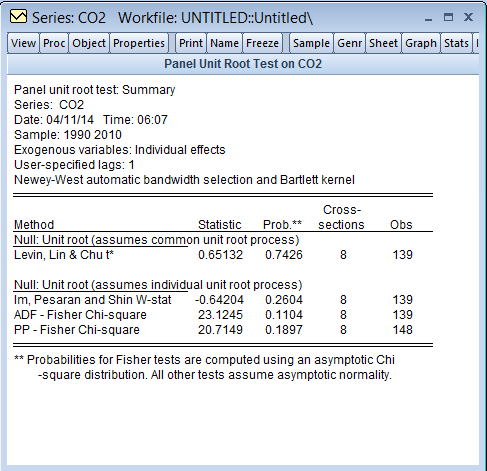 Series: CO2 Workfile: UNTITLED::Untitled\
View Proc Object Properties Print Name Freeze Sample Genr Sheet Graph Stats
Panel Unit Root Test on CO2
Panel unit root test: Summary
Series: CO2
Date: 04/11/14 Time: 06:07
Sample: 1990 2010
Exogenous variables: Individual effects
User-specified lags: 1
Newey-West automatic bandwidth selection and Bartlett kernel
Cross-
Method Statistic Prob.** sections Obs
Null: Unit root (assumes common unit root process)
Levin, Lin & Chu t* 0.65132 0.7426 8 139
Null: Unit root (assumes individual unit root process)
Im, Pesaran and Shin W-stat -0.64204 0.2604 8 139
ADF - Fisher Chi-square 23.1245 0.1104 8 139
PP - Fisher Chi-square 20.7149 0.1897 8 148
** Probabilities for Fisher tests are computed using an asymptotic Chi
-square distribution. All other tests assume asymptotic normality.